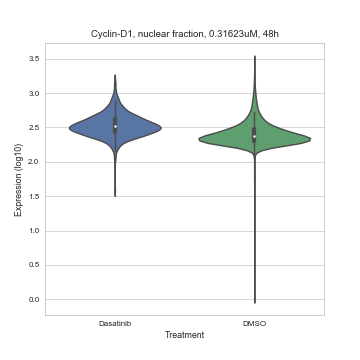 Cyclin-D1, nuclear fraction, 0.31623uM, 48h
3.5
3.0
2.5
2.0
1.5
1.0
0.5
0.0
Expression (log10)
Dasatinib
DMSO
Treatment